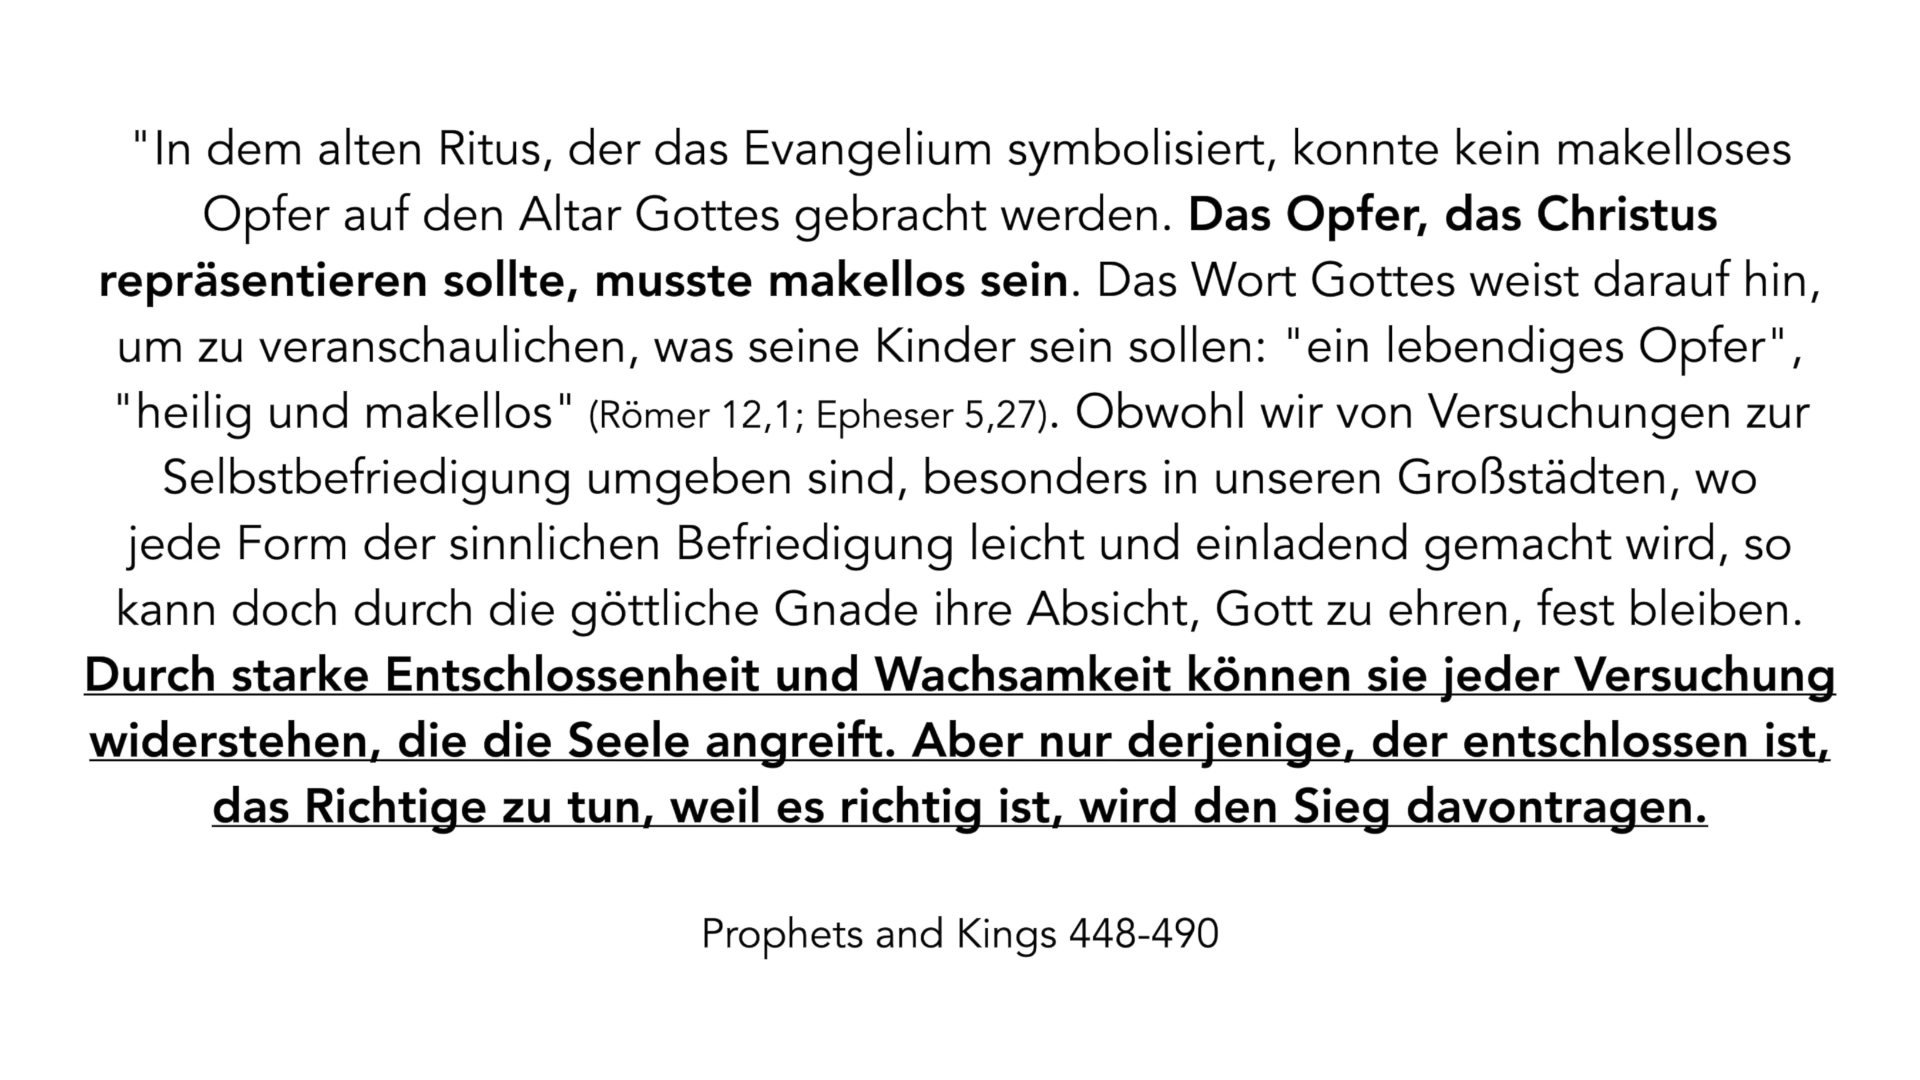 "In dem alten Ritus, der das Evangelium symbolisiert, konnte kein makelloses
Opfer auf den Altar Gottes gebracht werden. Das Opfer, das Christus
repräsentieren sollte, musste makellos sein. Das Wort Gottes weist darauf hin,
um zu veranschaulichen, was seine Kinder sein sollen: "ein lebendiges Opfer",
"heilig und makellos" (Römer 12,1; Epheser 5,27). Obwohl wir von Versuchungen zur
Selbstbefriedigung umgeben sind, besonders in unseren Großstädten, wo
jede Form der sinnlichen Befriedigung leicht und einladend gemacht wird, so
kann doch durch die göttliche Gnade ihre Absicht, Gott zu ehren, fest bleiben.
Durch starke Entschlossenheit und Wachsamkeit können sie jeder Versuchung
widerstehen, die die Seele angreift. Aber nur derjenige, der entschlossen ist,
das Richtige zu tun, weil es richtig ist, wird den Sieg davontragen.
Prophets and Kings 448-490